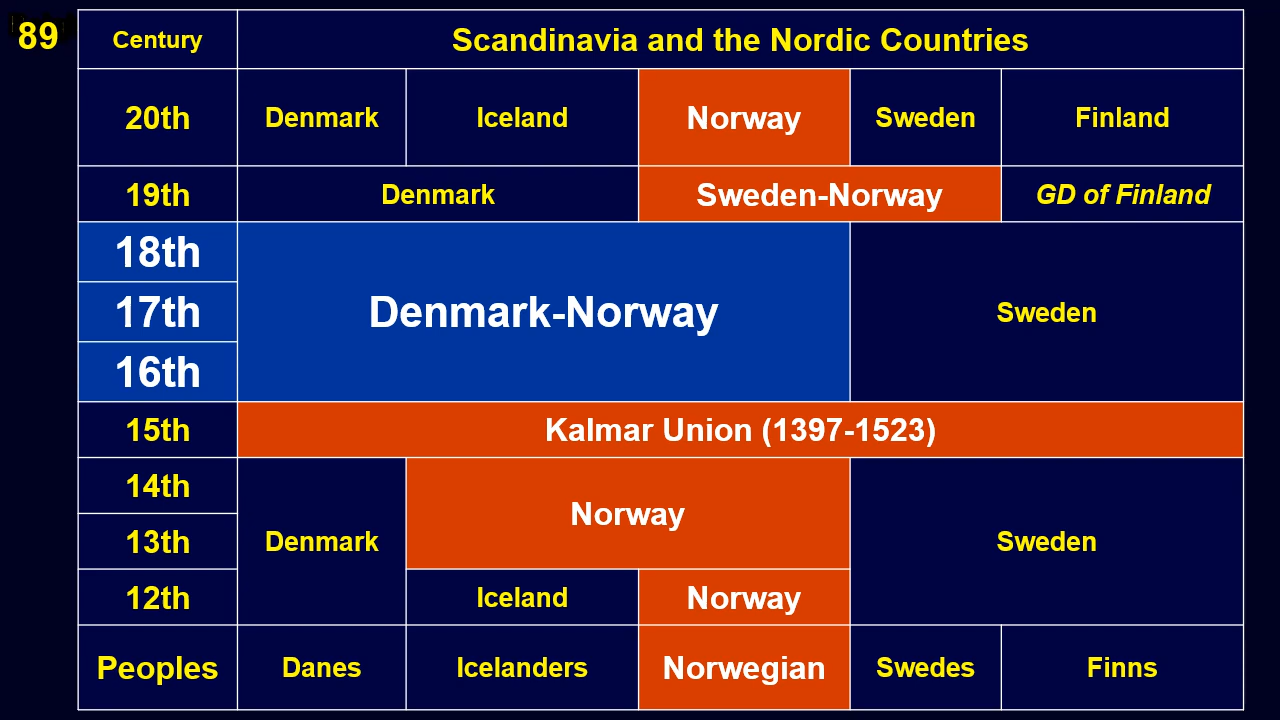 89
Century
Scandinavia and the Nordic Countries
20th
Denmark
Iceland
Norway
Sweden
Finland
19th
Denmark
Sweden-Norway
GD of Finland
18th
17th
16th
Denmark-Norway
Sweden
15th
Kalmar Union (1397-1523)
14th
13th
12th
Denmark
Norway
Sweden
Iceland
Norway
Peoples
Danes
Icelanders
Norwegian
Swedes
Finns